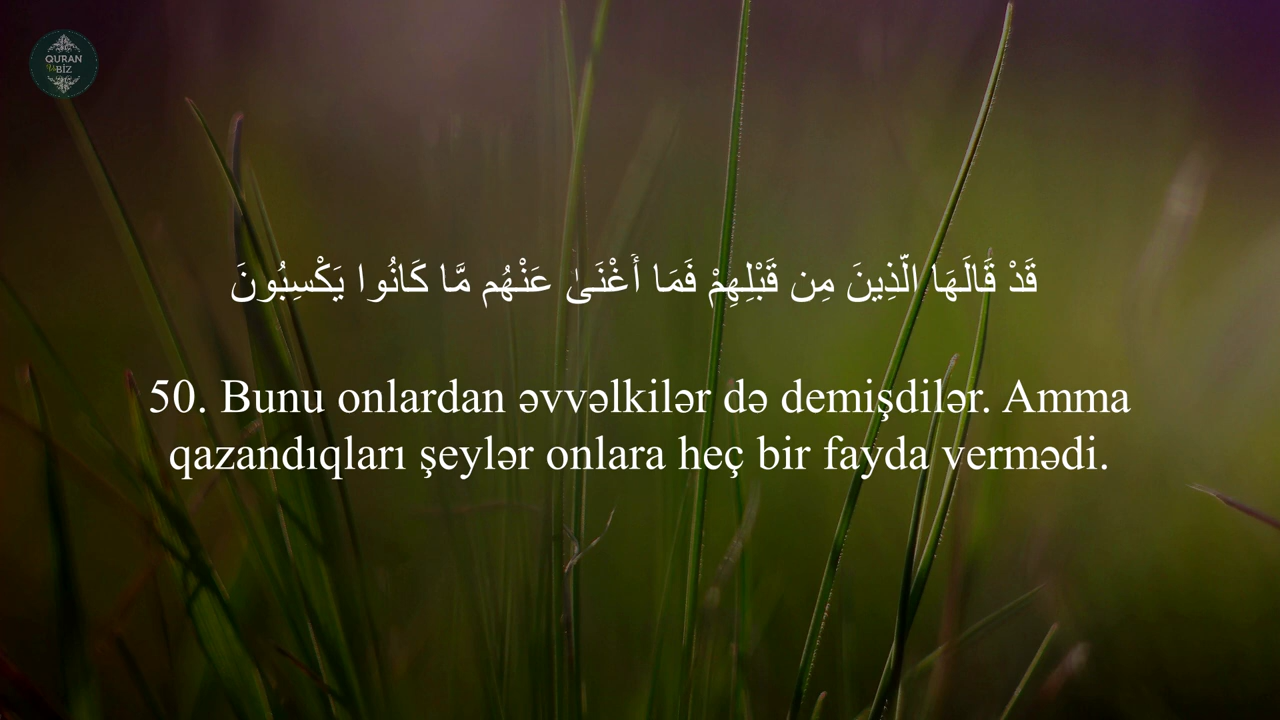 QURAN
Və BİZ
قَدْ قَالَهَا الَّذِينَ مِن قَبْلِهِمْ فَمَا أَغْنَىٰ عَنْهُم مَّا كَانُوا يَكْسِبُونَ
50. Bunu onlardan əvvəlkilər də demişdilər. Amma
qazandıqları şeylər onlara heç bir fayda vermədi.